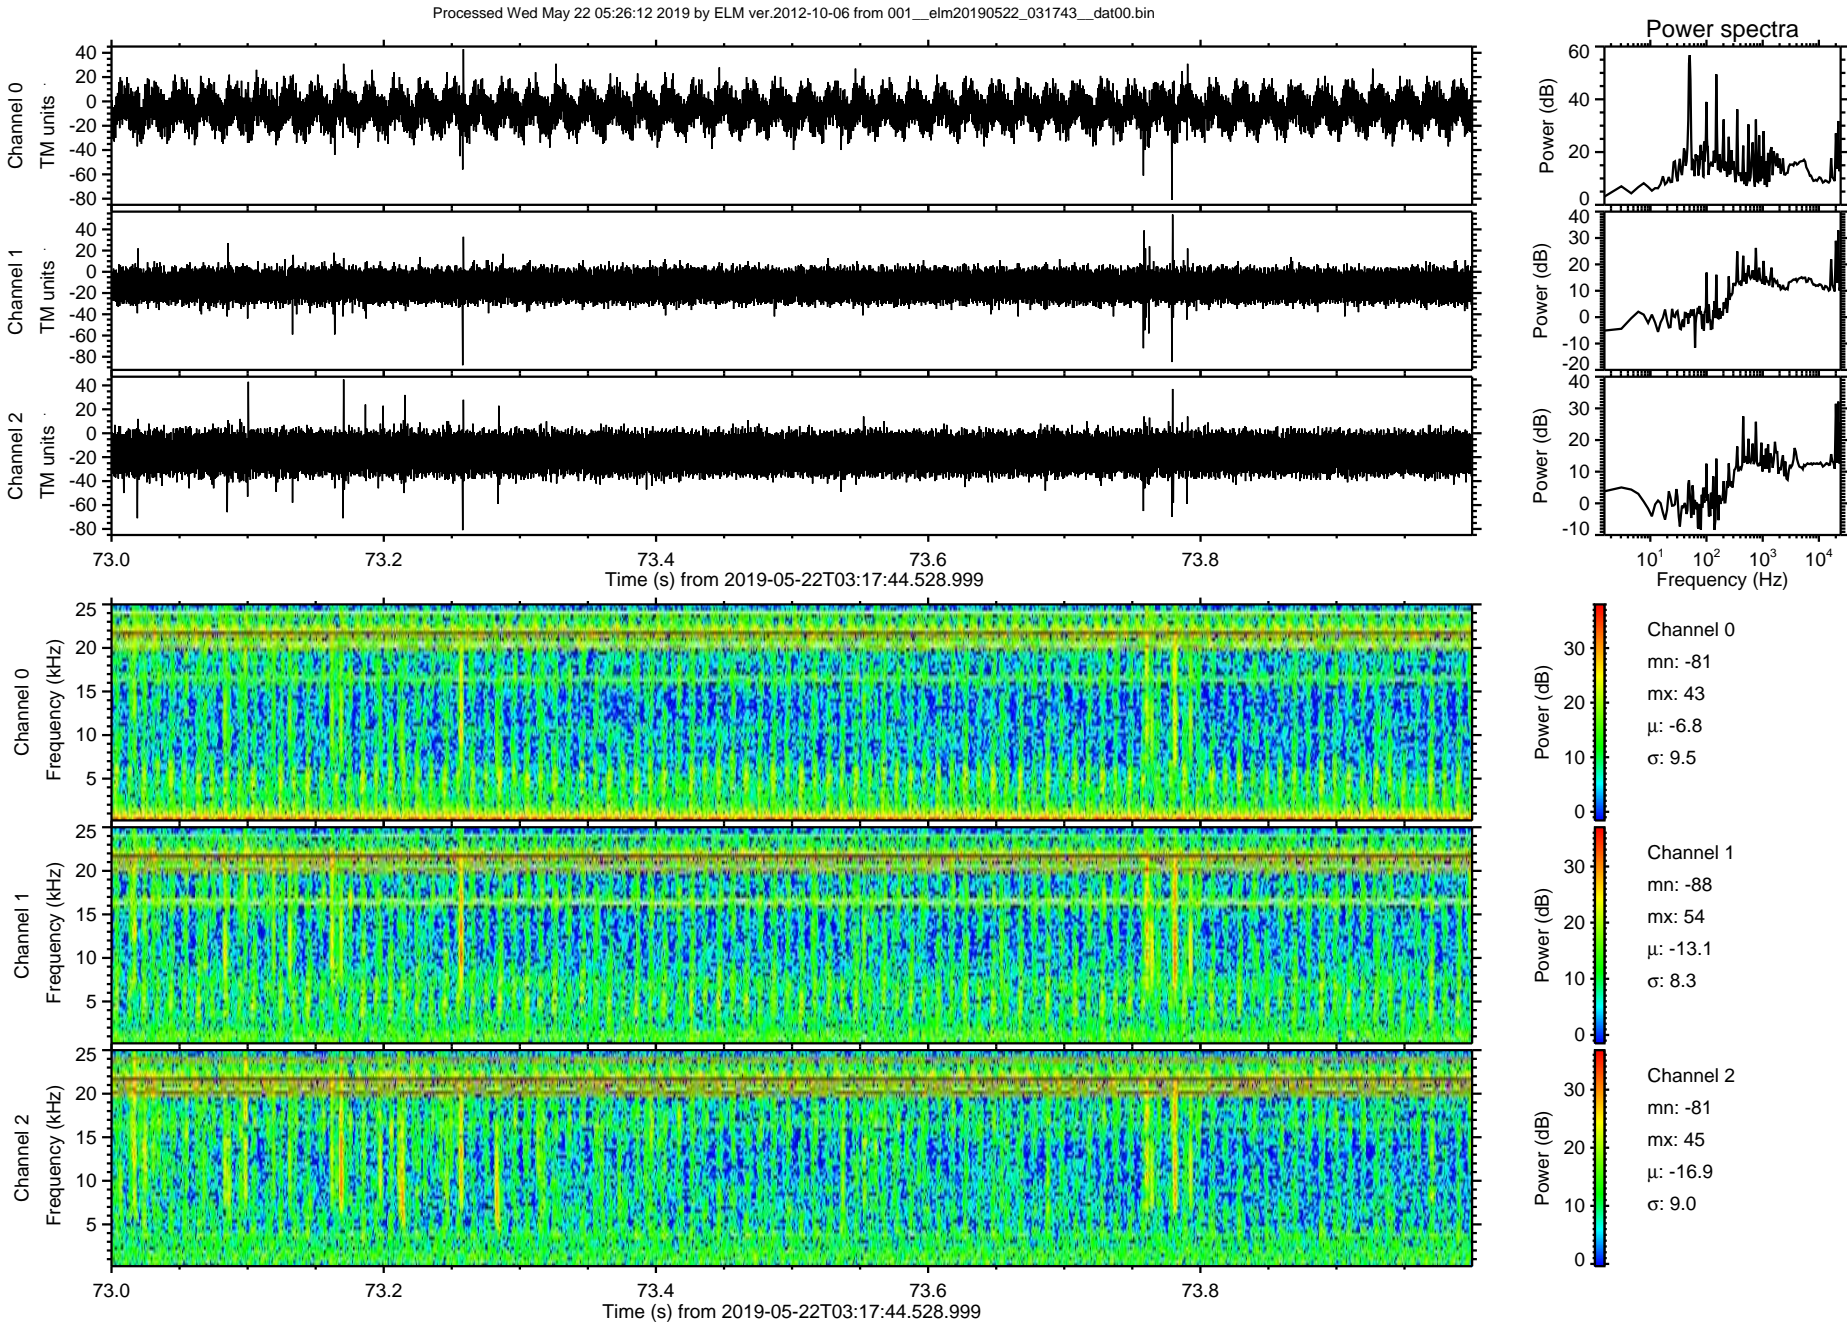 Processed Wed May 22 05:26:12 2019 by ELM ver.2012-10-06 from 001__elm20190522_031743__dat00.bin
Power spectra
Channel 0
TM units
40
20
0
-20
-40
-60
-80
Power (dB)
60
40
20
0
Channel 1
TM units
40
20
0
-20
-40
-60
-80
Power (dB)
40
30
20
10
0
-10
-20
Channel 2
TM units
40
20
0
-20
-40
-60
-80
Power (dB)
40
30
20
10
0
-10
73.0 73.2 73.4 73.6 73.8
Time (s) from 2019-05-22T03:17:44.528.999
10¹ 10² 10³ 10⁴
Frequency (Hz)
Channel 0
Frequency (kHz)
25
20
15
10
5
Power (dB)
30
20
10
0
Channel 0
mn: -81
mx: 43
μ: -6.8
σ: 9.5
Channel 1
Frequency (kHz)
25
20
15
10
5
Power (dB)
30
20
10
0
Channel 1
mn: -88
mx: 54
μ: -13.1
σ: 8.3
Channel 2
Frequency (kHz)
25
20
15
10
5
Power (dB)
30
20
10
0
Channel 2
mn: -81
mx: 45
μ: -16.9
σ: 9.0
73.0 73.2 73.4 73.6 73.8
Time (s) from 2019-05-22T03:17:44.528.999